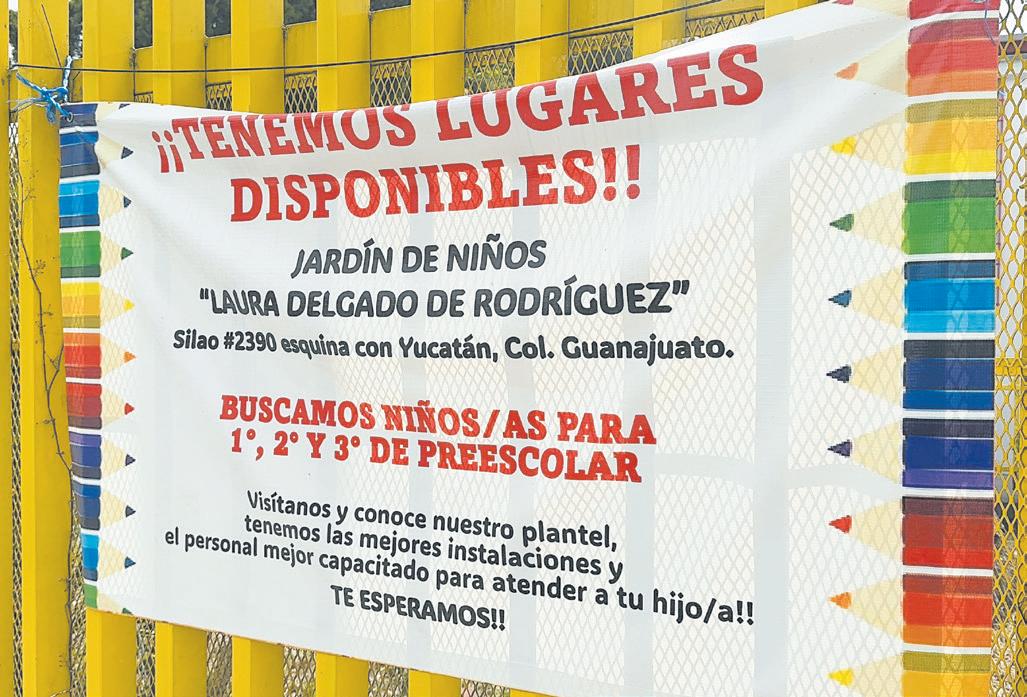 ¡¡TENEMOS LUGARES
DISPONIBLES!!
JARDÍN DE NIÑOS
“LAURA DELGADO DE RODRÍGUEZ”
Silao #2390 esquina con Yucatán, Col. Guanajuato.
BUSCAMOS NIÑOS/AS PARA
1°, 2° Y 3° DE PREESCOLAR
Visítanos y conoce nuestro plantel,
tenemos las mejores instalaciones y
el personal mejor capacitado para atender a tu hijo/a!!
TE ESPERAMOS!!